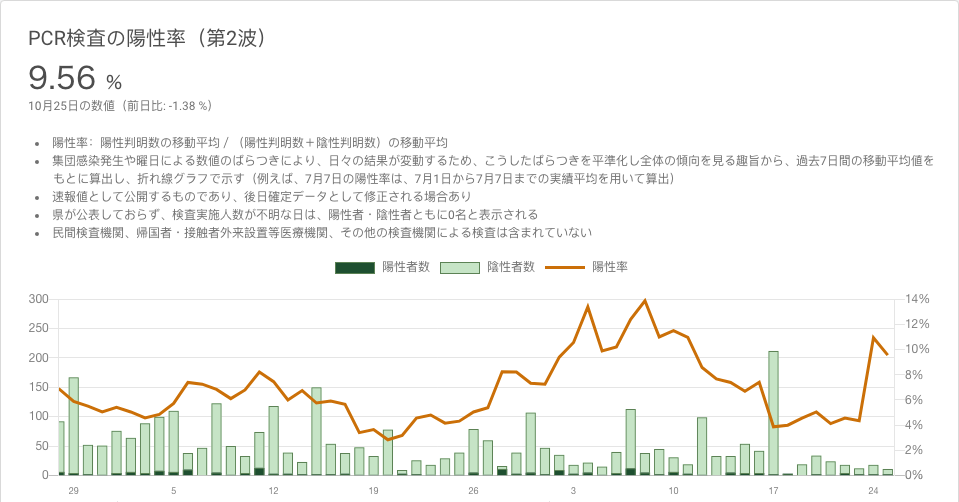 PCR検査の陽性率（第2波）
9.56 %
10月25日の数値（前日比: -1.38 %）
• 陽性率：陽性判明数の移動平均 / （陽性判明数＋陰性判明数）の移動平均
• 集団感染発生や曜日による数値のばらつきにより、日々の結果が変動するため、こうしたばらつきを平準化し全体の傾向を見る趣旨から、過去7日間の移動平均値を
もとに算出し、折れ線グラフで示す（例えば、7月7日の陽性率は、7月1日から7月7日までの実績平均を用いて算出）
• 速報値として公開するものであり、後日確定データとして修正される場合あり
• 県が公表しておらず、検査実施人数が不明な日は、陽性者・陰性者ともに0名と表示される
• 民間検査機関、帰国者・接触者外来設置等医療機関、その他の検査機関による検査は含まれていない
陽性者数 陰性者数 陽性率
300 14%
250 12%
200 10%
150 8%
100 6%
50 4%
0 2%
0%
29 5 12 19 26 3 10 17 24